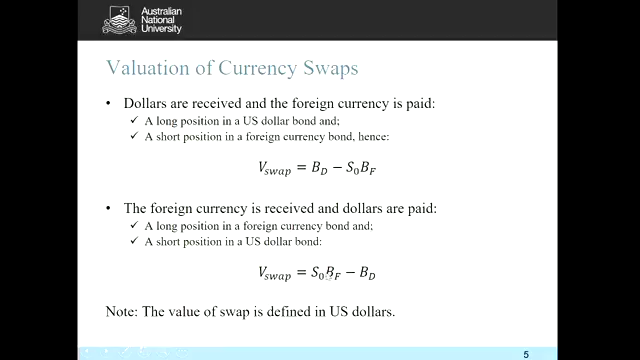 Australian
National
University
Valuation of Currency Swaps
• Dollars are received and the foreign currency is paid:
✓ A long position in a US dollar bond and;
✓ A short position in a foreign currency bond, hence:
V_swap = B_D − S_0B_F
• The foreign currency is received and dollars are paid:
✓ A long position in a foreign currency bond and;
✓ A short position in a US dollar bond:
V_swap = S_0B_F − B_D
Note: The value of swap is defined in US dollars.
5